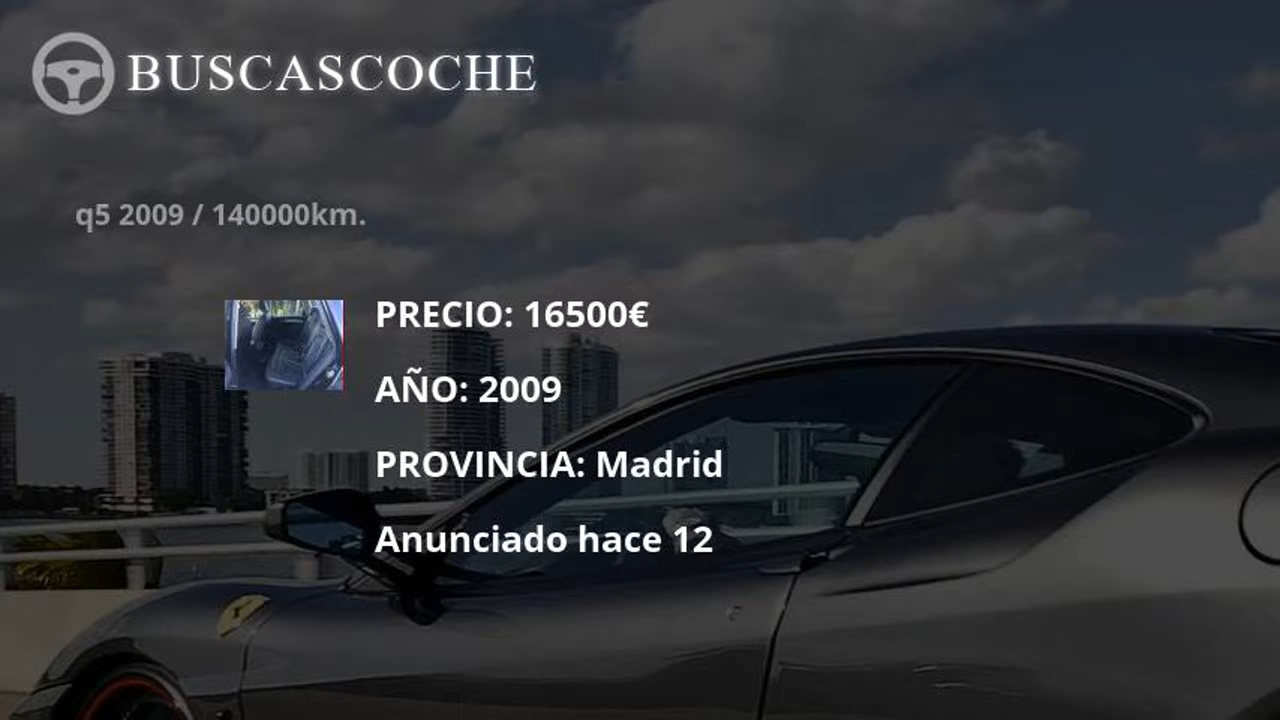 BUSCASCOCHE
q5 2009 / 140000km.
PRECIO: 16500€
AÑO: 2009
PROVINCIA: Madrid
Anunciado hace 12